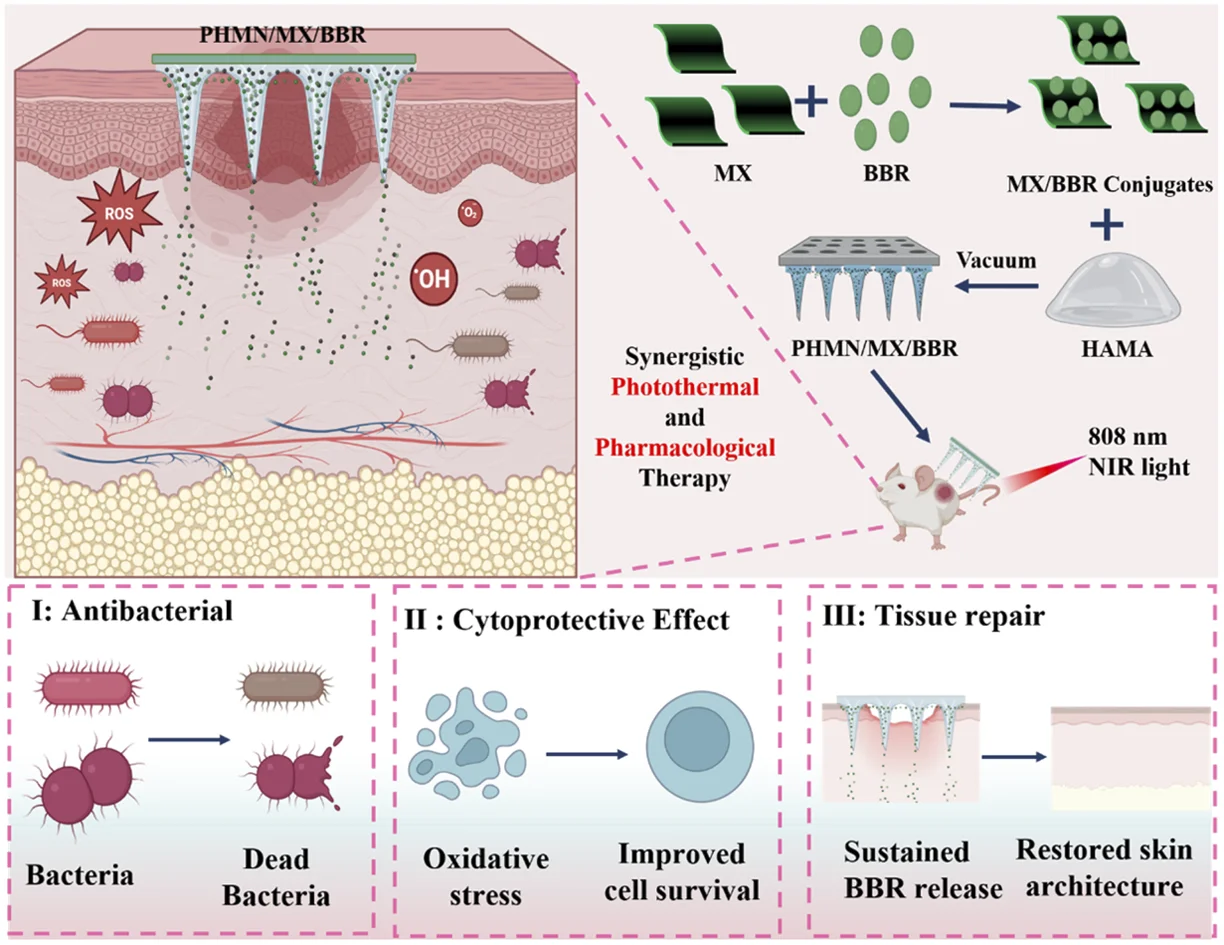 PHMN/MX/BBR
ROS
ROS
•O₂
•OH
MX
+
BBR
MX/BBR Conjugates
+
Vacuum
PHMN/MX/BBR
HAMA
Synergistic
Photothermal
and
Pharmacological
Therapy
808 nm
NIR light
I: Antibacterial
Bacteria
Dead
Bacteria
II : Cytoprotective Effect
Oxidative
stress
Improved
cell survival
III: Tissue repair
Sustained
BBR release
Restored skin
architecture